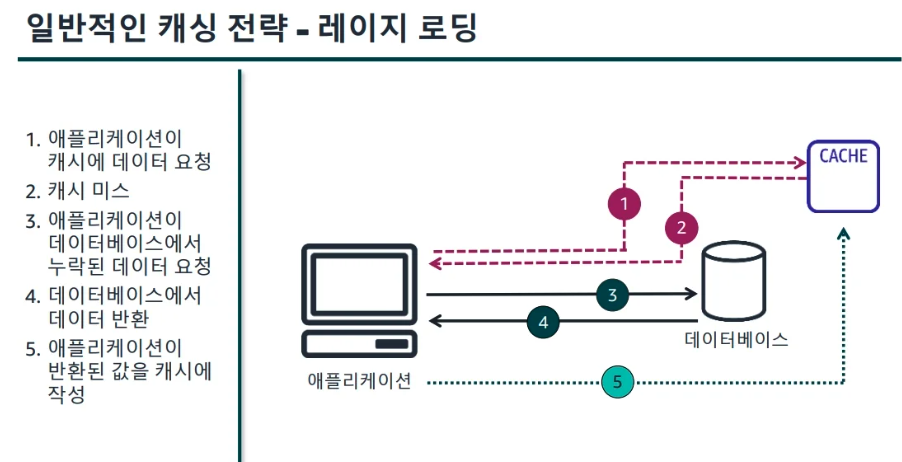 일반적인 캐싱 전략 - 레이지 로딩
1. 애플리케이션이
캐시에 데이터 요청
2. 캐시 미스
3. 애플리케이션이
데이터베이스에서
누락된 데이터 요청
4. 데이터베이스에서
데이터 반환
5. 애플리케이션이
반환된 값을 캐시에
작성
CACHE
1
2
3
4
데이터베이스
애플리케이션
5